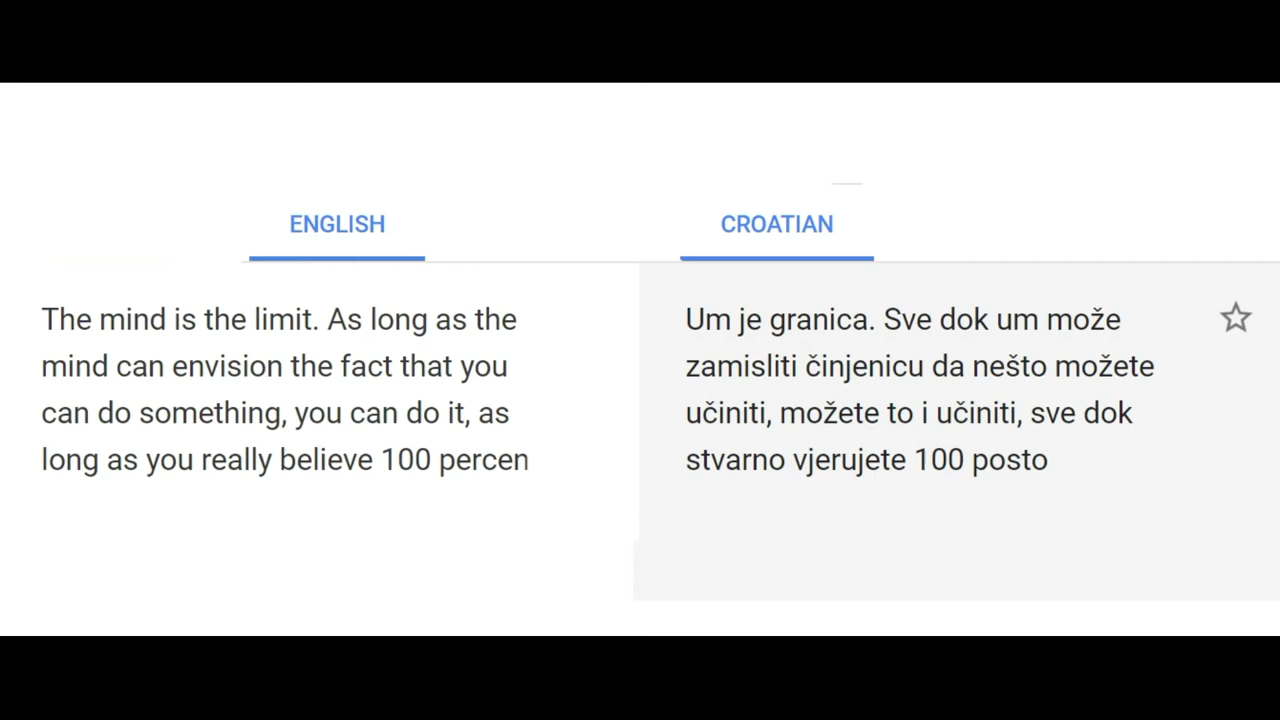 ENGLISH
CROATIAN
The mind is the limit. As long as the
mind can envision the fact that you
can do something, you can do it, as
long as you really believe 100 percen
Um je granica. Sve dok um može
zamisliti činjenicu da nešto možete
učiniti, možete to i učiniti, sve dok
stvarno vjerujete 100 posto